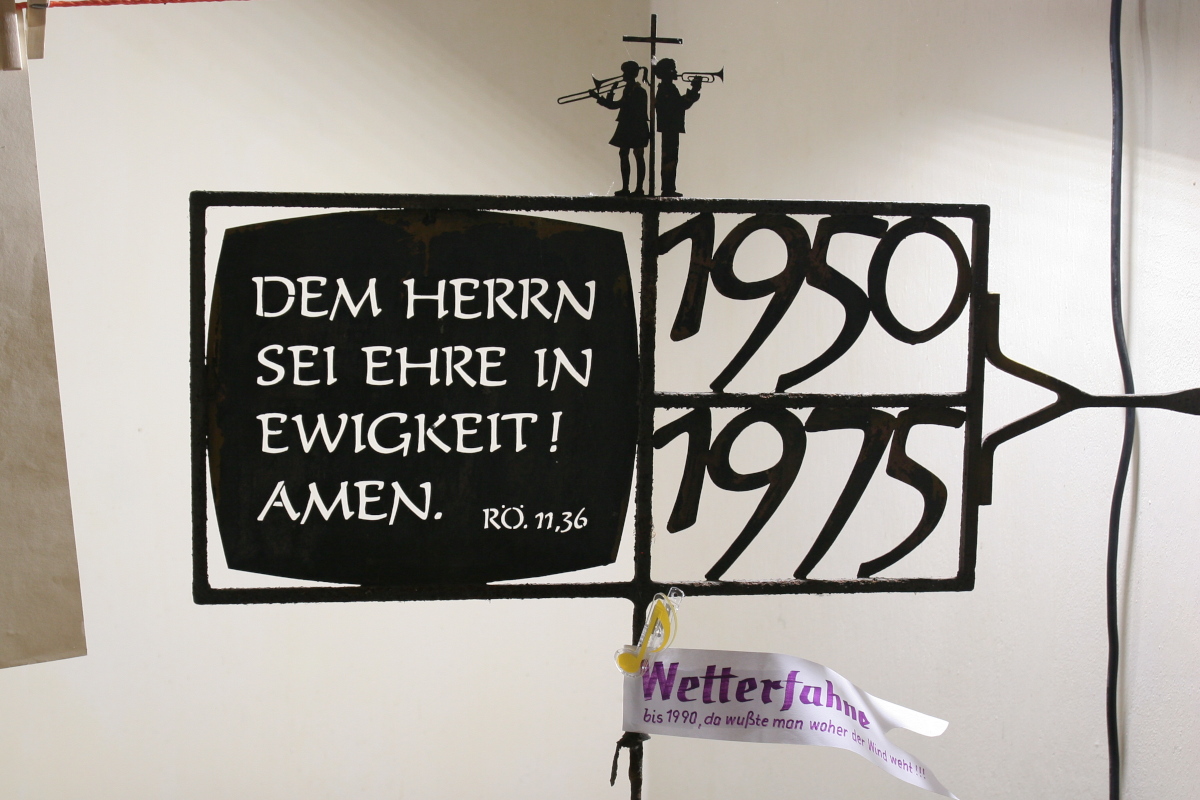 DEM HERRN
SEI EHRE IN
EWIGKEIT!
AMEN.
RÖ. 11,36
1950
1975
Wetterfahne
bis 1990, da wußte man woher der Wind weht!!!